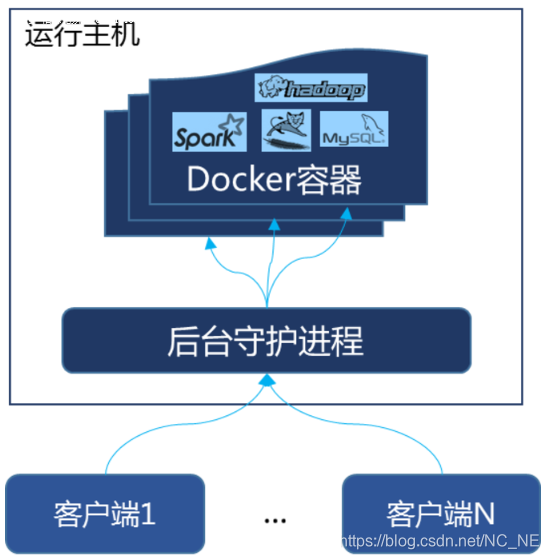 运行主机
hadoop
Spark
MySQL
Docker容器
后台守护进程
客户端1
...
客户端N
https://blog.csdn.net/NC_NE